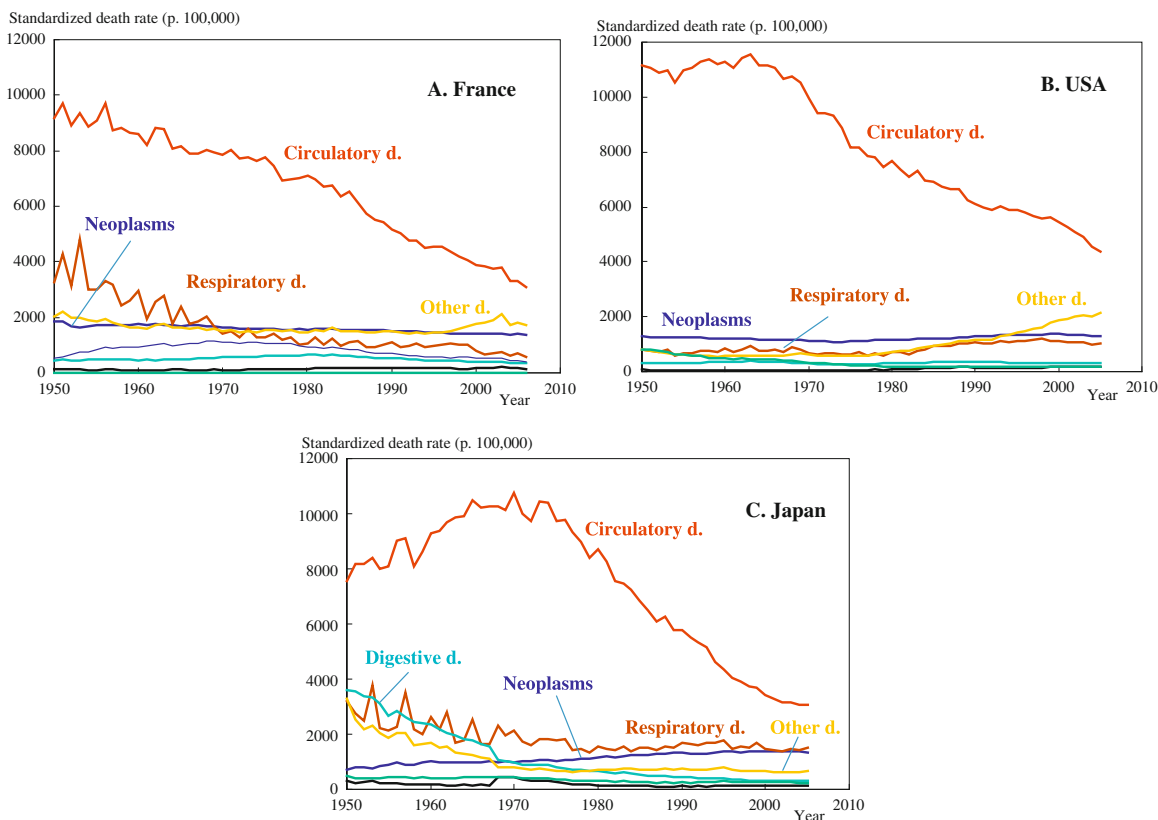 Standardized death rate (p. 100,000)
12000
10000
8000
6000
4000
2000
0
A. France
Circulatory d.
Neoplasms
Respiratory d.
Other d.
1950 1960 1970 1980 1990 2000 2010
Year
Standardized death rate (p. 100,000)
12000
10000
8000
6000
4000
2000
0
B. USA
Circulatory d.
Respiratory d.
Other d.
Neoplasms
1950 1960 1970 1980 1990 2000 2010
Year
Standardized death rate (p. 100,000)
12000
10000
8000
6000
4000
2000
0
C. Japan
Circulatory d.
Digestive d.
Neoplasms
Respiratory d.
Other d.
1950 1960 1970 1980 1990 2000 2010
Year